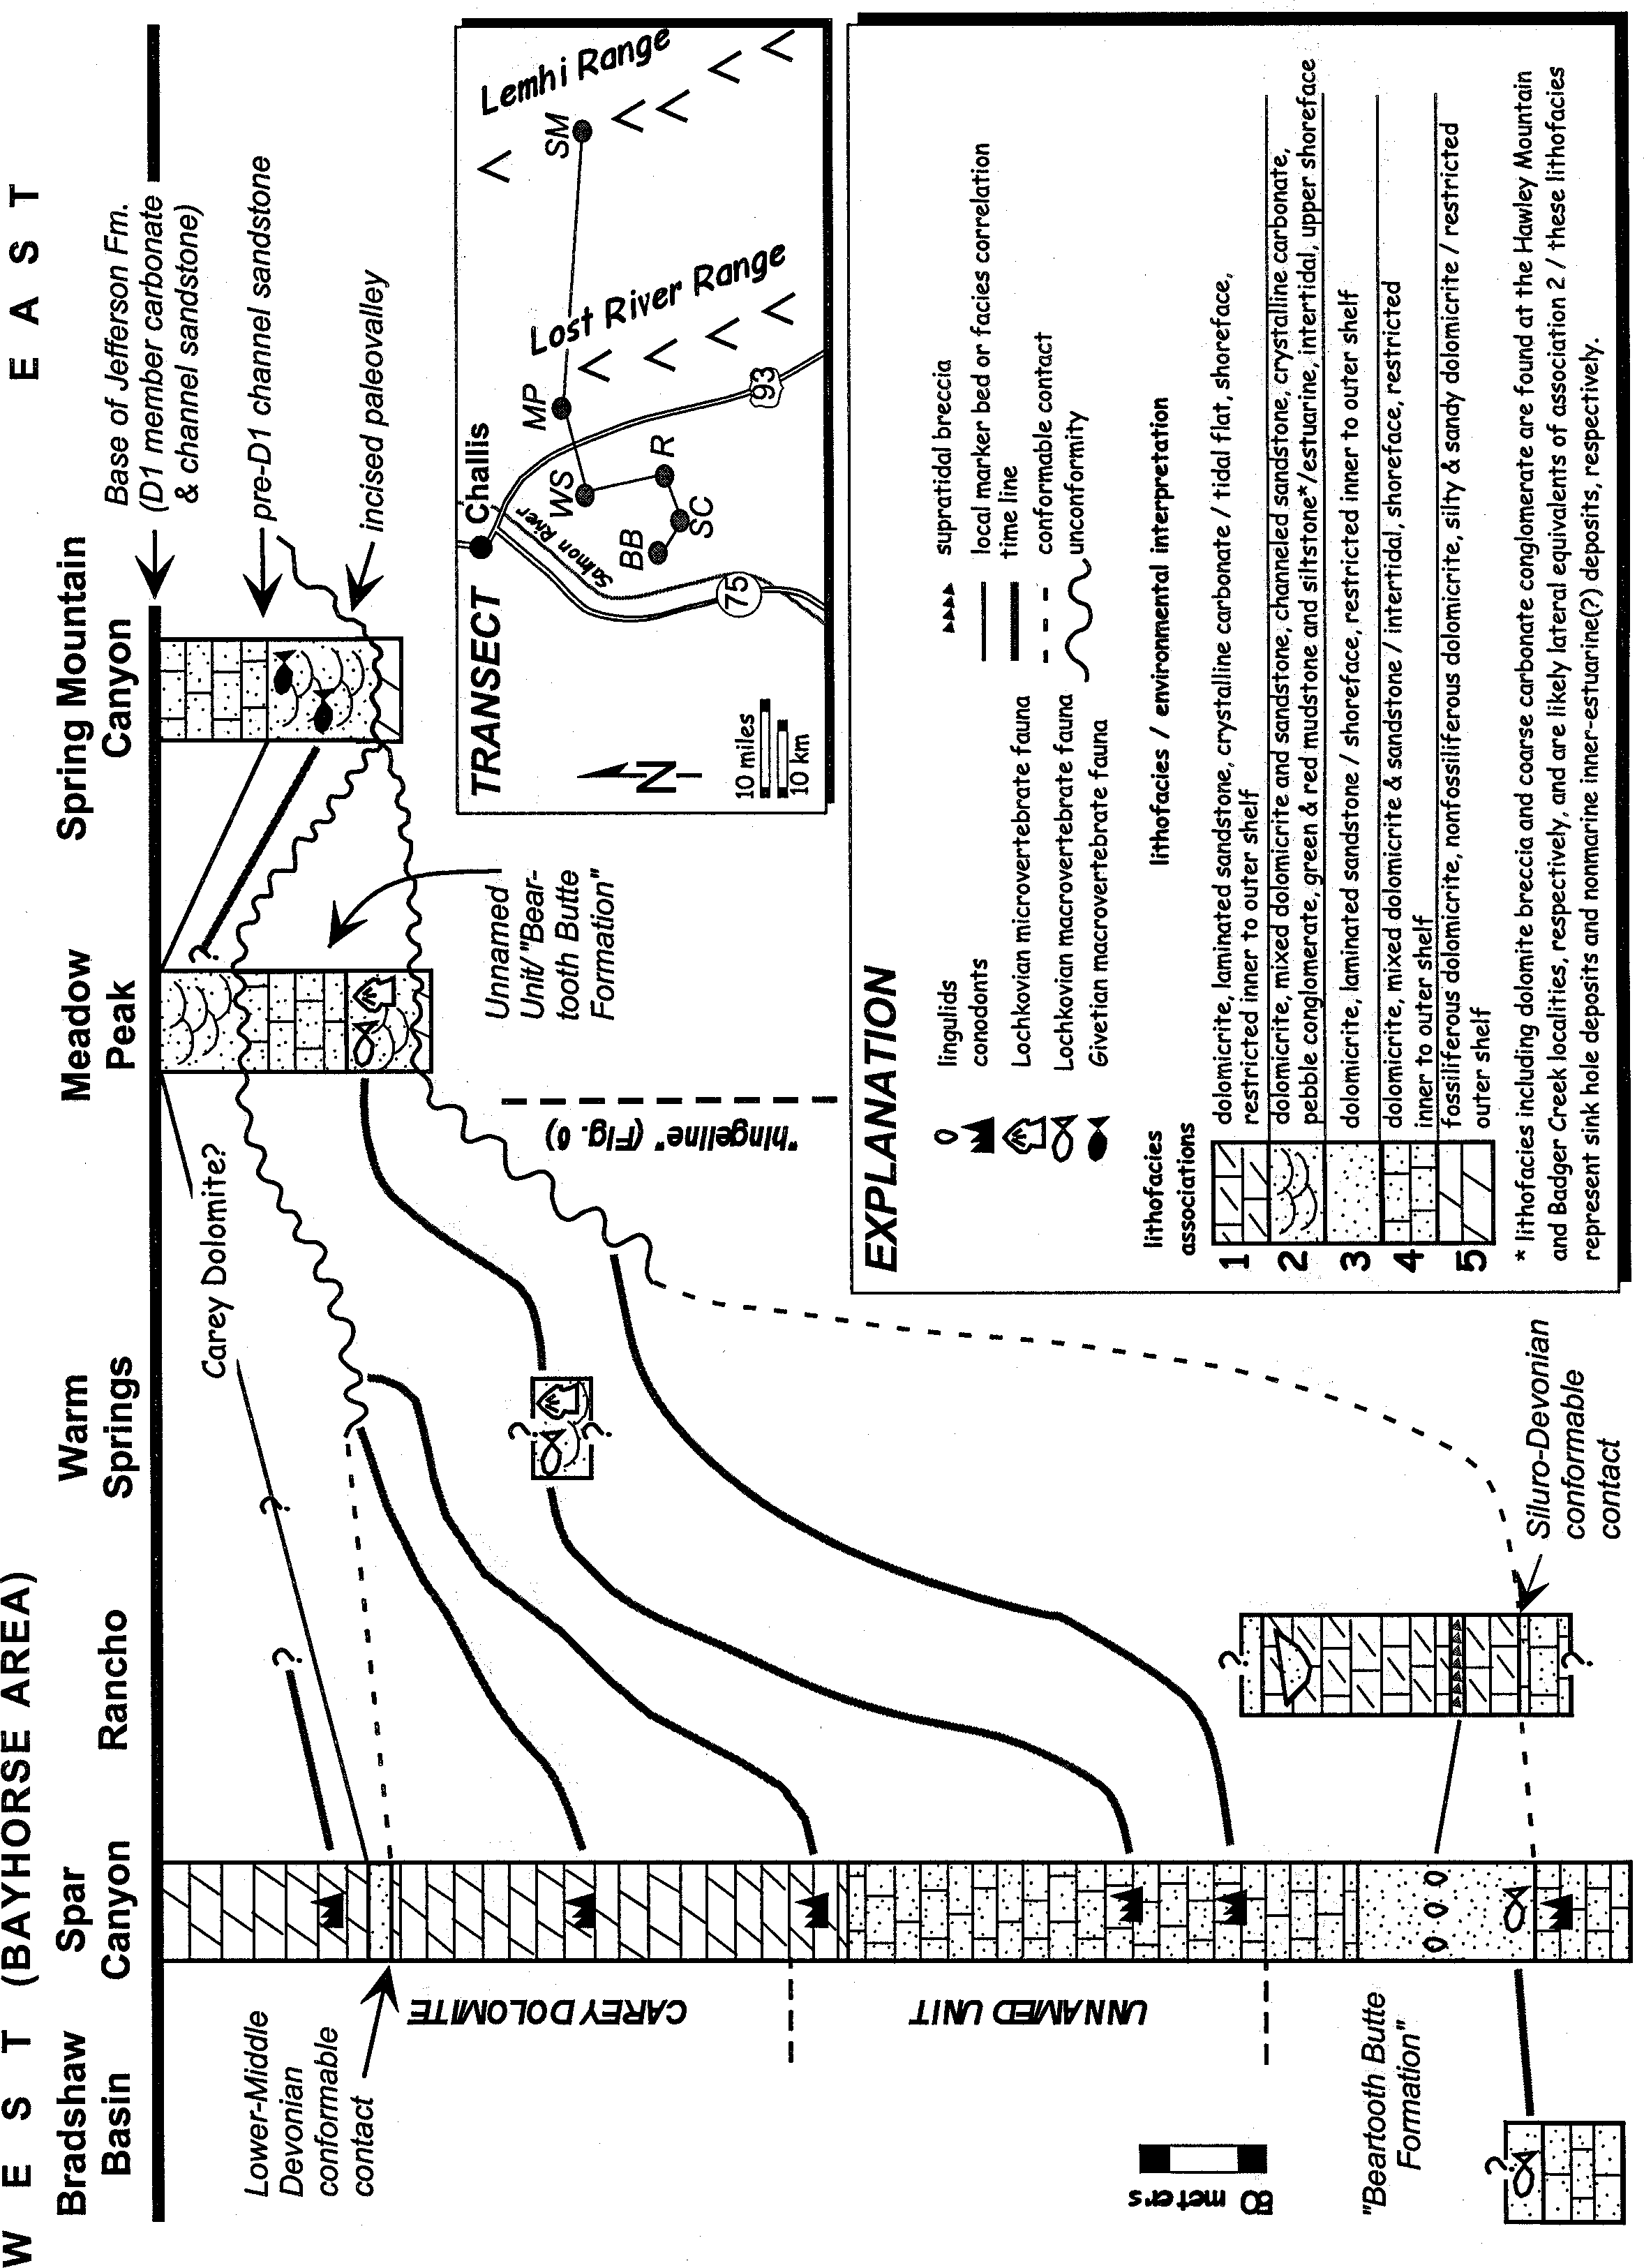 W E S T (BAYHORSE AREA)
E A S T
Bradshaw
Basin
Spar
Canyon
Rancho
Warm
Springs
Meadow
Peak
Spring Mountain
Canyon
Base of Jefferson Fm.
(D1 member carbonate
& channel sandstone)
pre-D1 channel sandstone
incised paleovalley
Lower-Middle
Devonian
conformable
contact
Carey Dolomite?
?
?
?
?
?
?
?
?
?
CAREY DOLOMITE
UNNAMED UNIT
"Beartooth Butte
Formation"
80 meters
Unnamed
Unit/"Bear-
tooth Butte
Formation"
"hingeline" (Fig. 6)
Siluro-Devonian
conformable
contact
TRANSECT
N
10 miles
10 km
Challis
Salmon River
75
93
BB
SC
R
WS
MP
SM
Lost River Range
Lemhi Range
EXPLANATION
lingulids
conodonts
Lochkovian microvertebrate fauna
Lochkovian macrovertebrate fauna
Givetian macrovertebrate fauna
supratidal breccia
local marker bed or facies correlation
time line
conformable contact
unconformity
lithofacies
associations
lithofacies / environmental interpretation
1
dolomicrite, laminated sandstone, crystalline carbonate / tidal flat, shoreface,
restricted inner to outer shelf
2
dolomicrite, mixed dolomicrite and sandstone, channeled sandstone, crystalline carbonate,
pebble conglomerate, green & red mudstone and siltstone*/estuarine, intertidal, upper shoreface
3
dolomicrite, laminated sandstone / shoreface, restricted inner to outer shelf
4
dolomicrite, mixed dolomicrite & sandstone / intertidal, shoreface, restricted
inner to outer shelf
5
fossiliferous dolomicrite, nonfossiliferous dolomicrite, silty & sandy dolomicrite / restricted
outer shelf
* lithofacies including dolomite breccia and coarse carbonate conglomerate are found at the Hawley Mountain
and Badger Creek localities, respectively, and are likely lateral equivalents of association 2 / these lithofacies
represent sink hole deposits and nonmarine inner-estuarine(?) deposits, respectively.